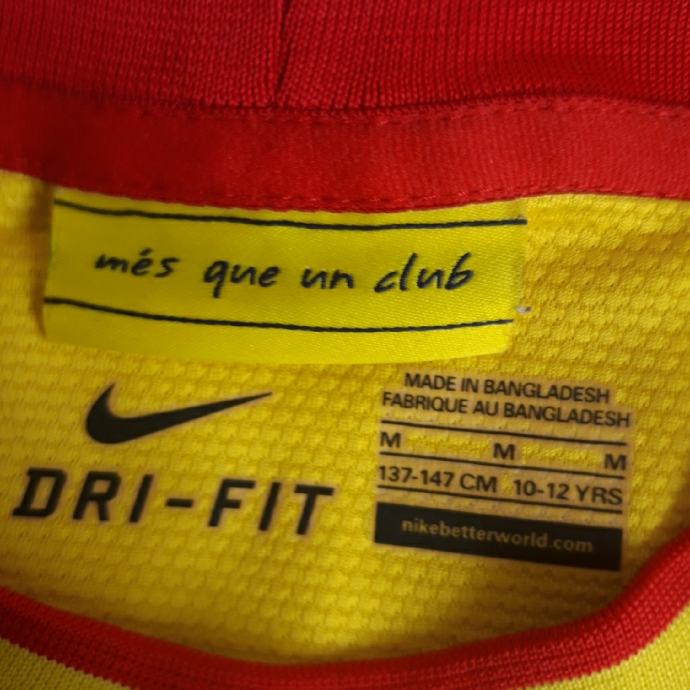 més que un club
DRI-FIT
MADE IN BANGLADESH
FABRIQUE AU BANGLADESH
M M M
137-147 CM 10-12 YRS
nikebetterworld.com